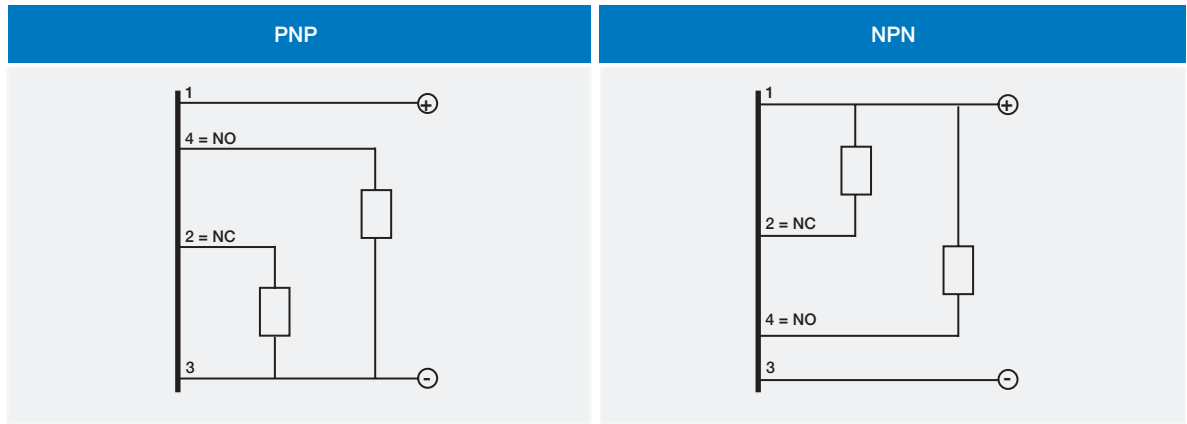 PNP
1
+
4 = NO
2 = NC
3
-
NPN
1
+
2 = NC
4 = NO
3
-